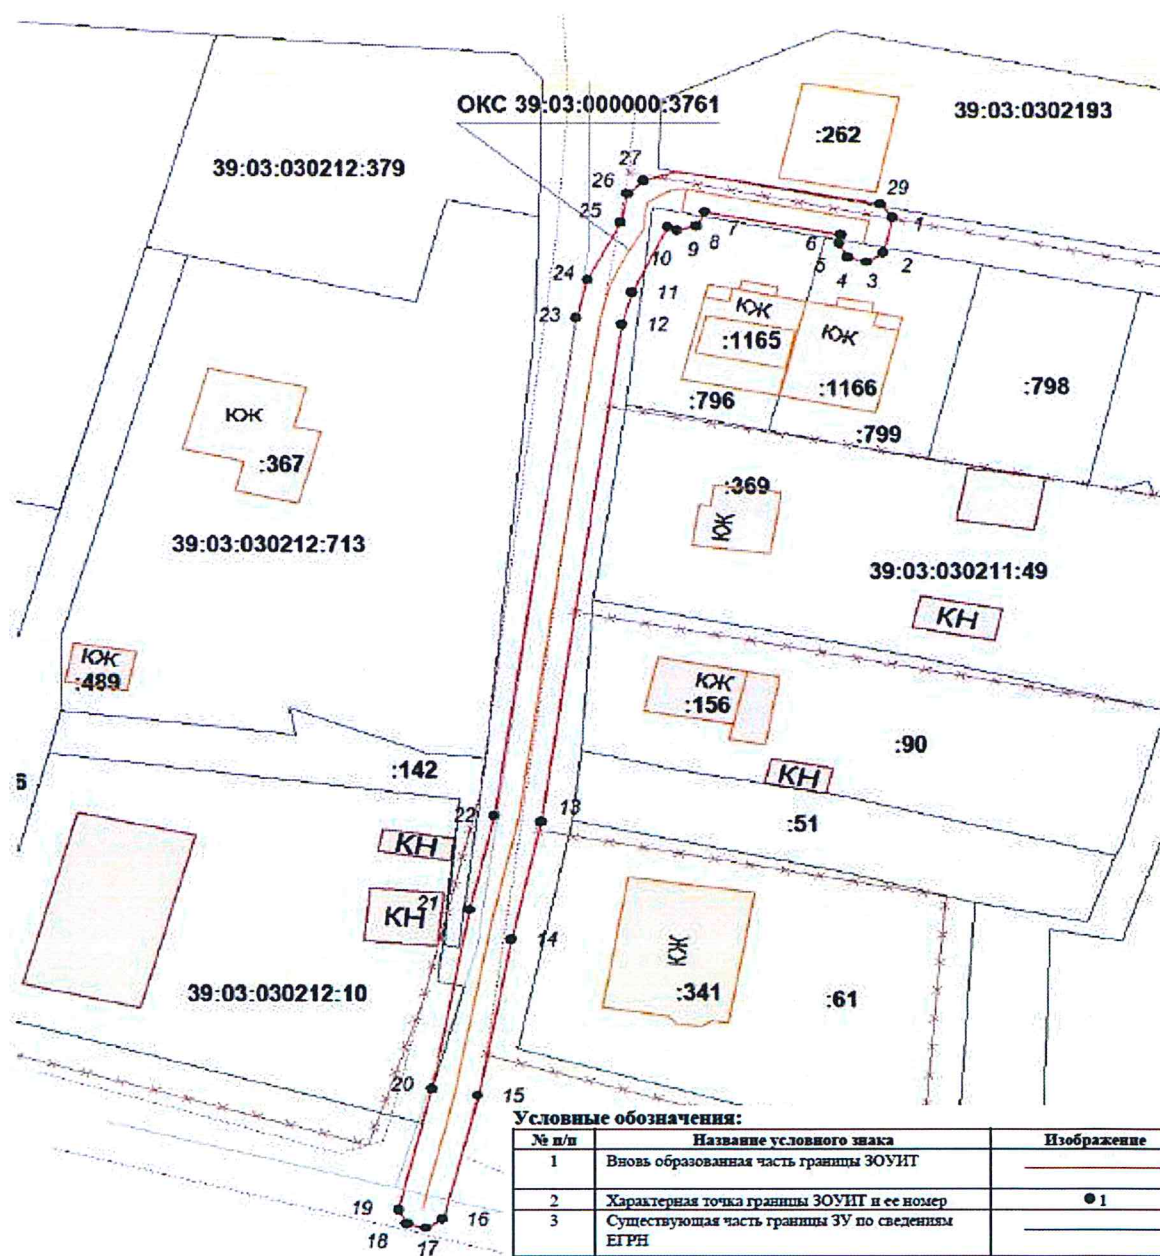 ОКС 39:03:000000:3761
39:03:0302193
:262
27
39:03:030212:379
26
29
25
1
7
6
8
9
2
10
5
4
3
24
11
КЖ
23
12
:1165
КЖ
:1166
:798
:796
КЖ
:799
:367
:369
КЖ
39:03:030212:713
39:03:030211:49
КН
КЖ
:489
КЖ
:156
:90
:142
КН
6
22
13
:51
КН
21
КН
14
КЖ
39:03:030212:10
:341
:61
20
15
19
16
18
17
Условные обозначения:
№ п/п Название условного знака Изображение
1 Вновь образованная часть границы ЗОУИТ
2 Характерная точка границы ЗОУИТ и ее номер 1
3 Существующая часть границы ЗУ по сведениям
ЕГРН